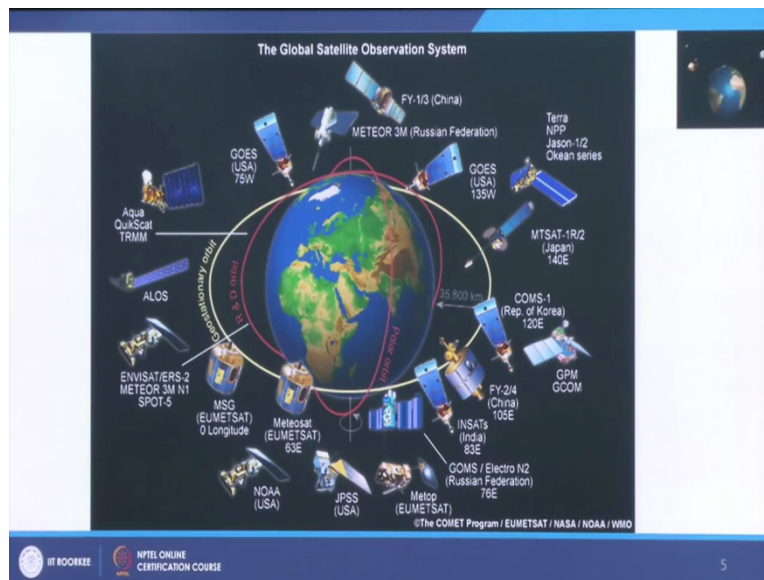 The Global Satellite Observation System
FY-1/3 (China)
METEOR 3M (Russian Federation)
GOES
(USA)
75W
GOES
(USA)
135W
Terra
NPP
Jason-1/2
Okean series
Aqua
QuikScat
TRMM
MTSAT-1R/2
(Japan)
140E
Geostationary orbit
R & D orbit
Polar orbit
35,800 km
ALOS
COMS-1
(Rep. of Korea)
120E
GPM
GCOM
ENVISAT/ERS-2
METEOR 3M N1
SPOT-5
MSG
(EUMETSAT)
0 Longitude
Meteosat
(EUMETSAT)
63E
FY-2/4
(China)
105E
INSATs
(India)
83E
GOMS / Electro N2
(Russian Federation)
76E
NOAA
(USA)
JPSS
(USA)
Metop
(EUMETSAT)
©The COMET Program / EUMETSAT / NASA / NOAA / WMO
IIT ROORKEE
NPTEL ONLINE
CERTIFICATION COURSE
NPTEL
5